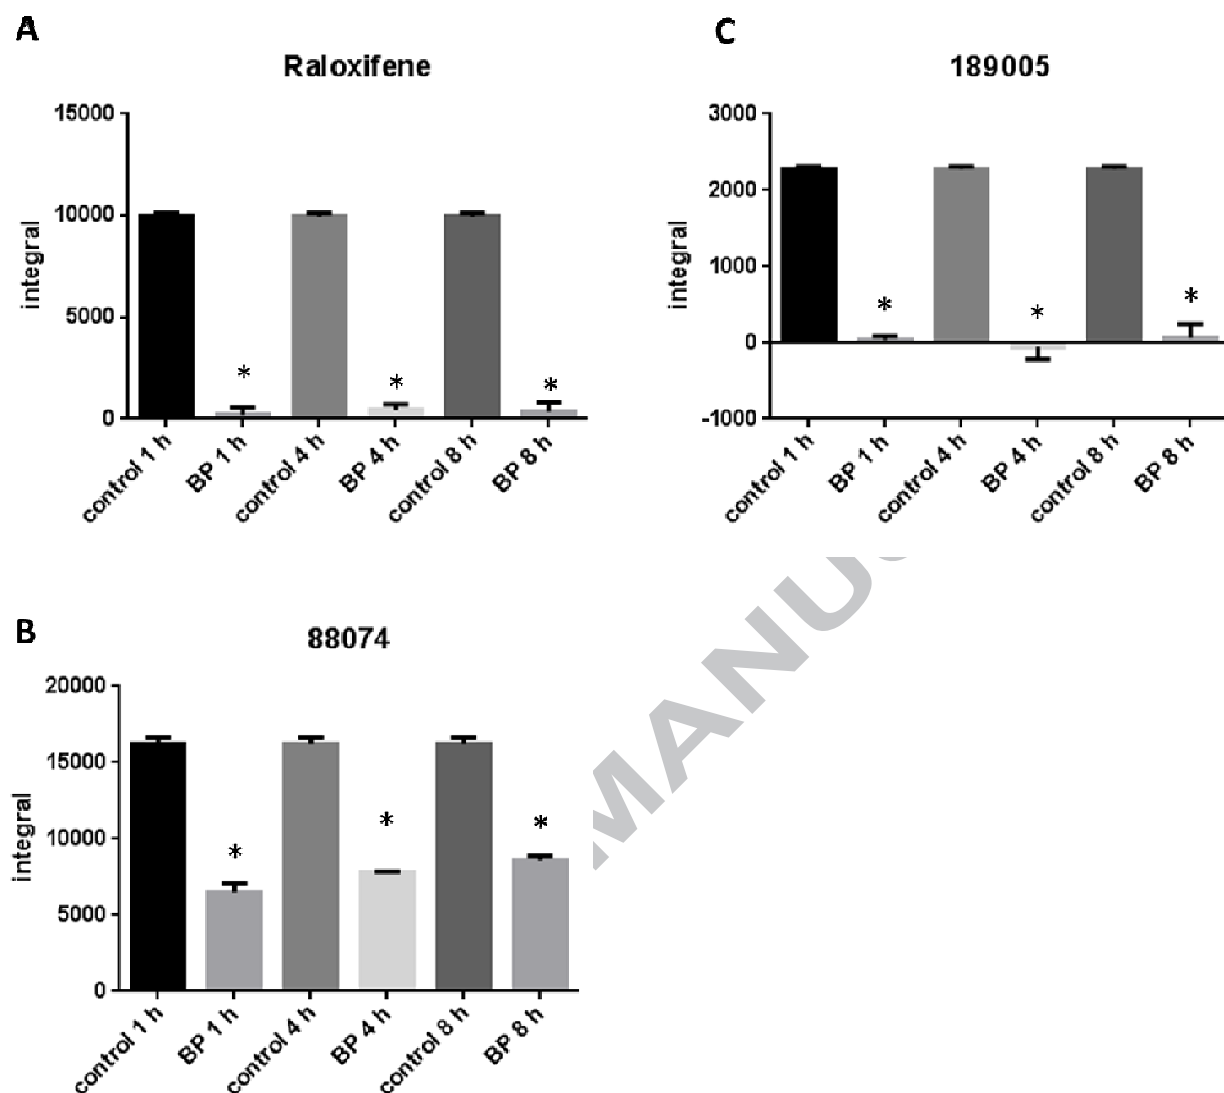 A
Raloxifene
15000
10000
5000
0
integral
*
*
*
control 1 h
BP 1 h
control 4 h
BP 4 h
control 8 h
BP 8 h
C
189005
3000
2000
1000
0
-1000
integral
*
*
*
control 1 h
BP 1 h
control 4 h
BP 4 h
control 8 h
BP 8 h
B
88074
20000
15000
10000
5000
0
integral
*
*
*
control 1 h
BP 1 h
control 4 h
BP 4 h
control 8 h
BP 8 h
MANU